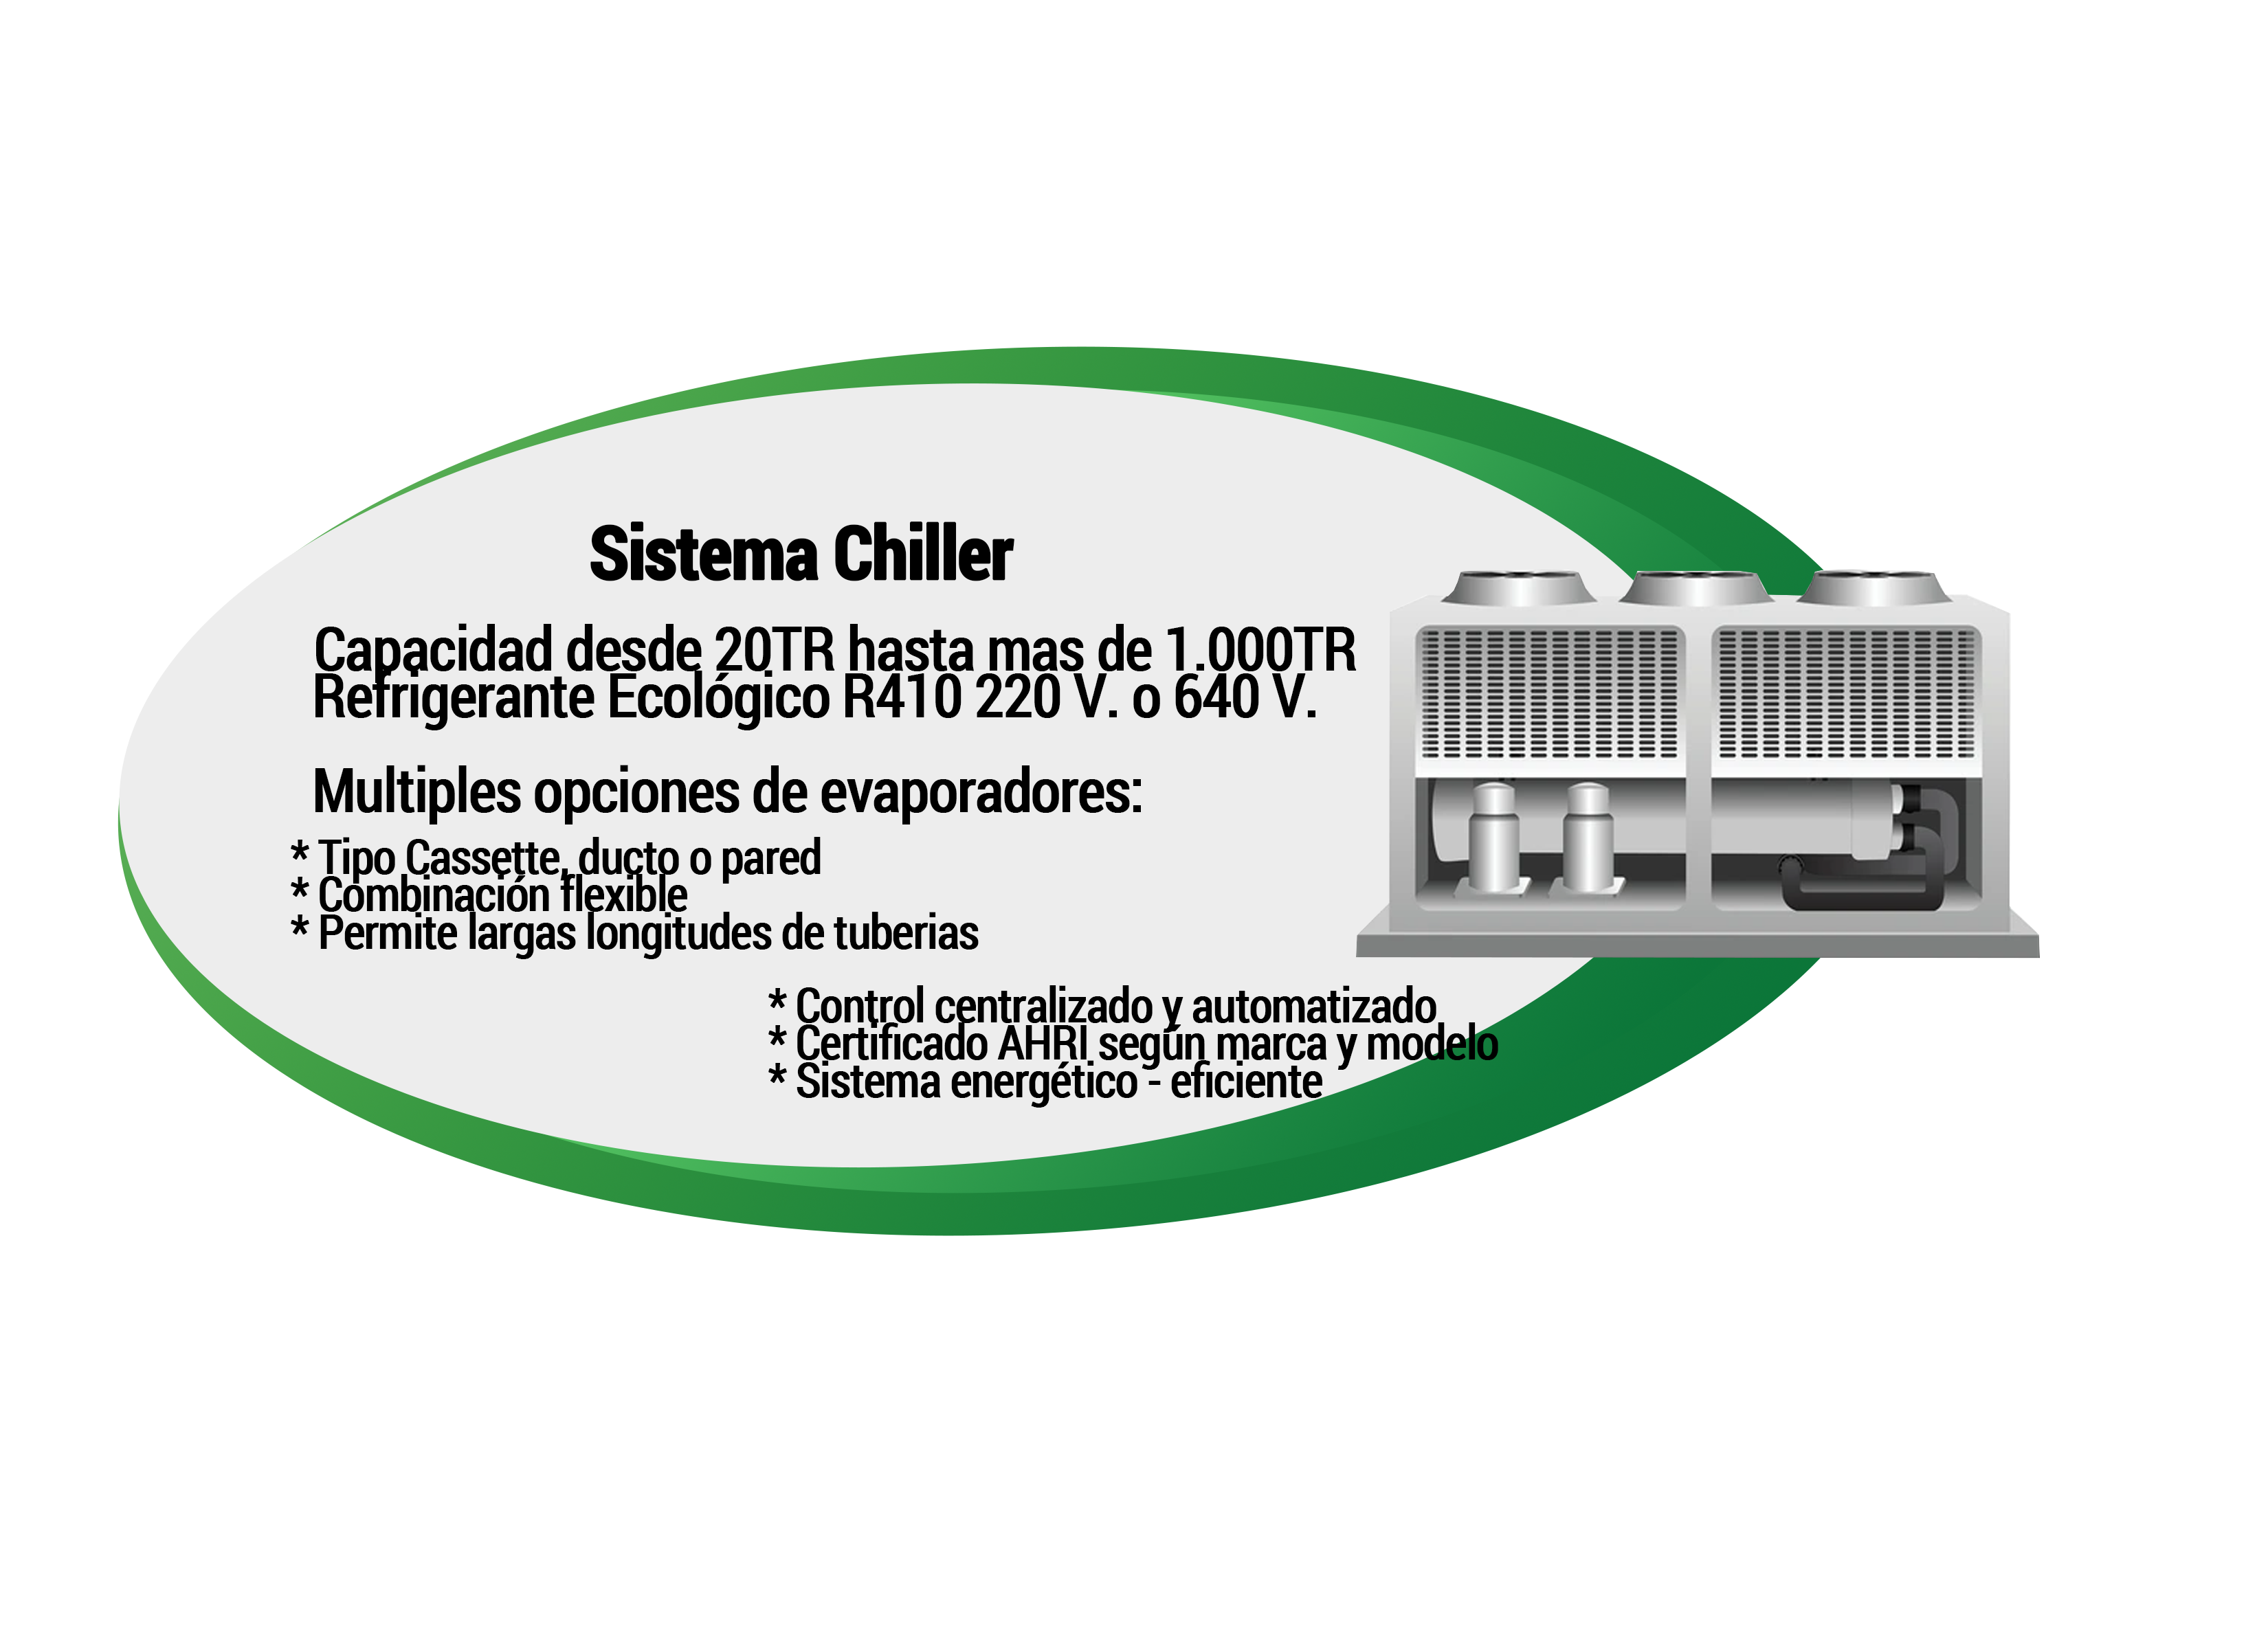 Sistema Chiller
Capacidad desde 20TR hasta mas de 1.000TR
Refrigerante Ecológico R410 220 V. o 640 V.
Multiples opciones de evaporadores:
* Tipo Cassette, ducto o pared
* Combinación flexible
* Permite largas longitudes de tuberias
* Control centralizado y automatizado
* Certificado AHRI según marca y modelo
* Sistema energético - eficiente